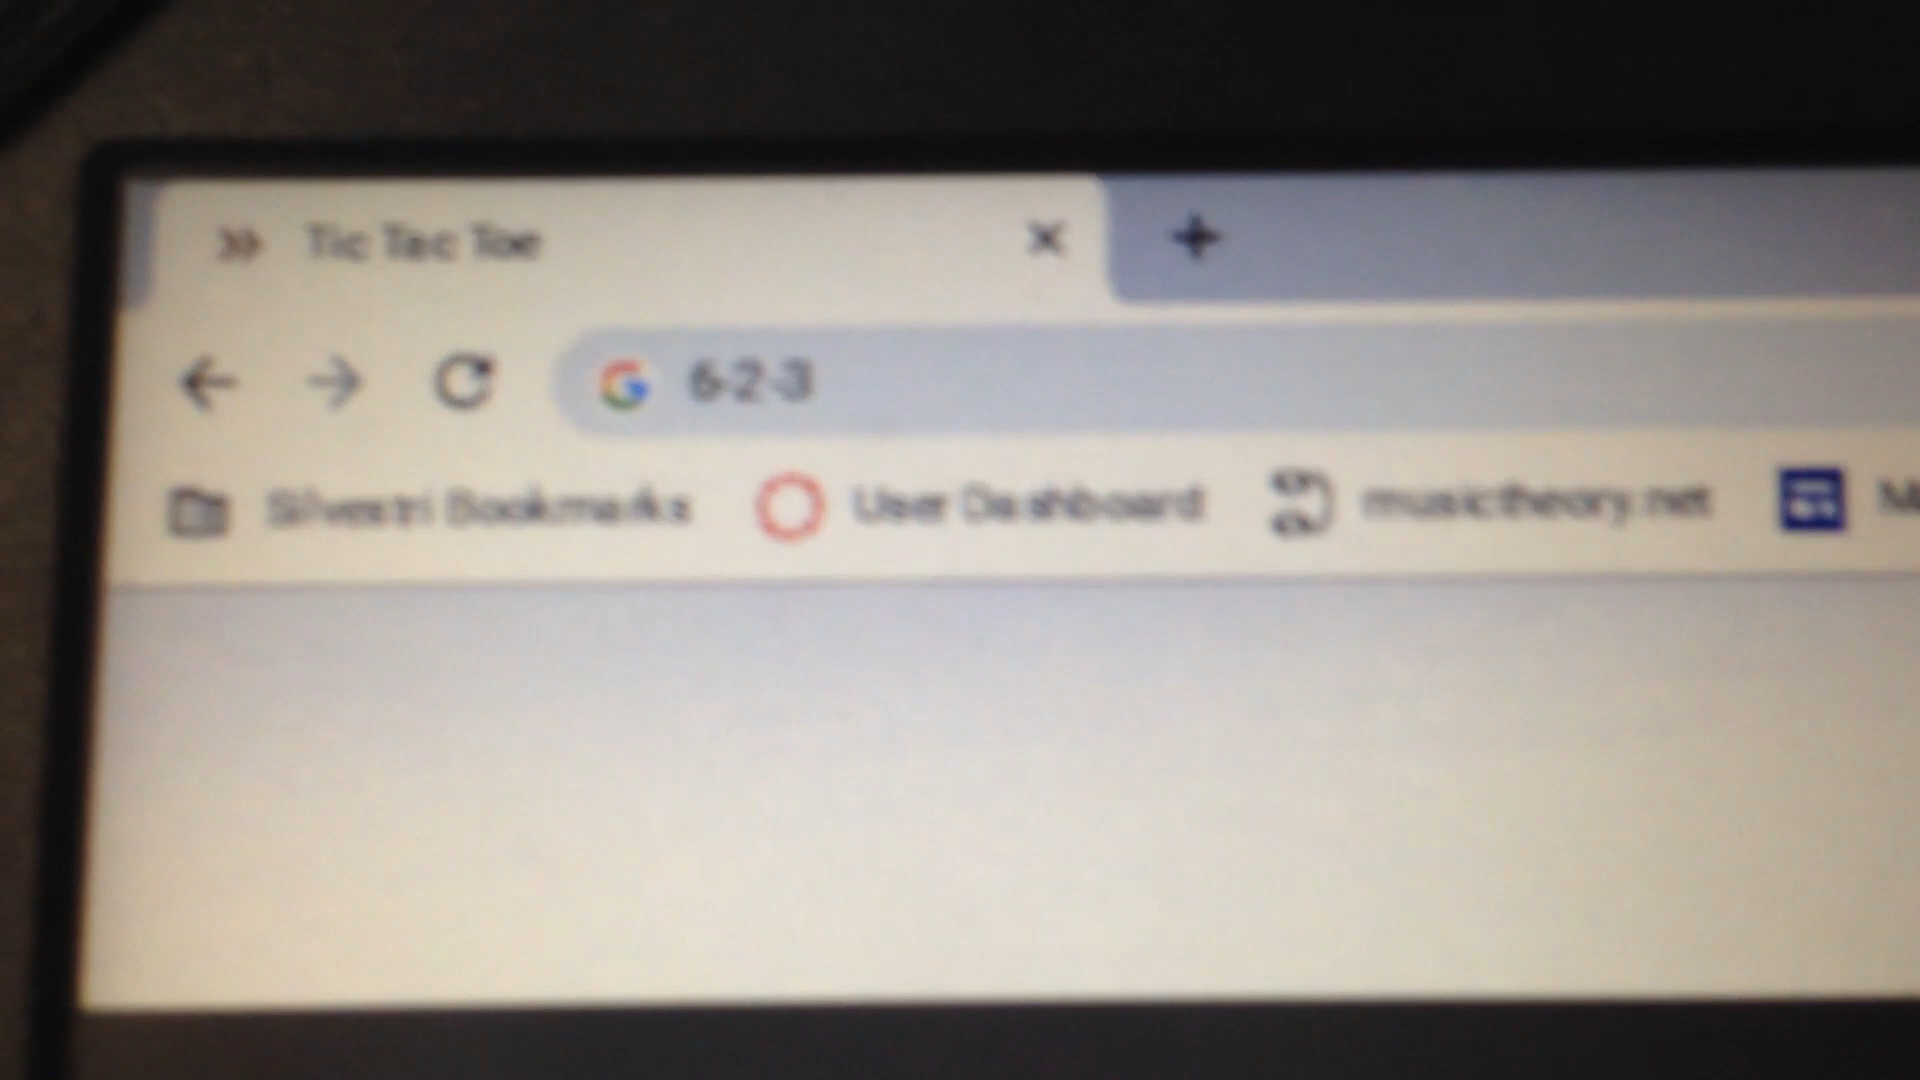 Tic Tac Toe
6-2-3
Silvestri Bookmarks User Dashboard musictheory.net